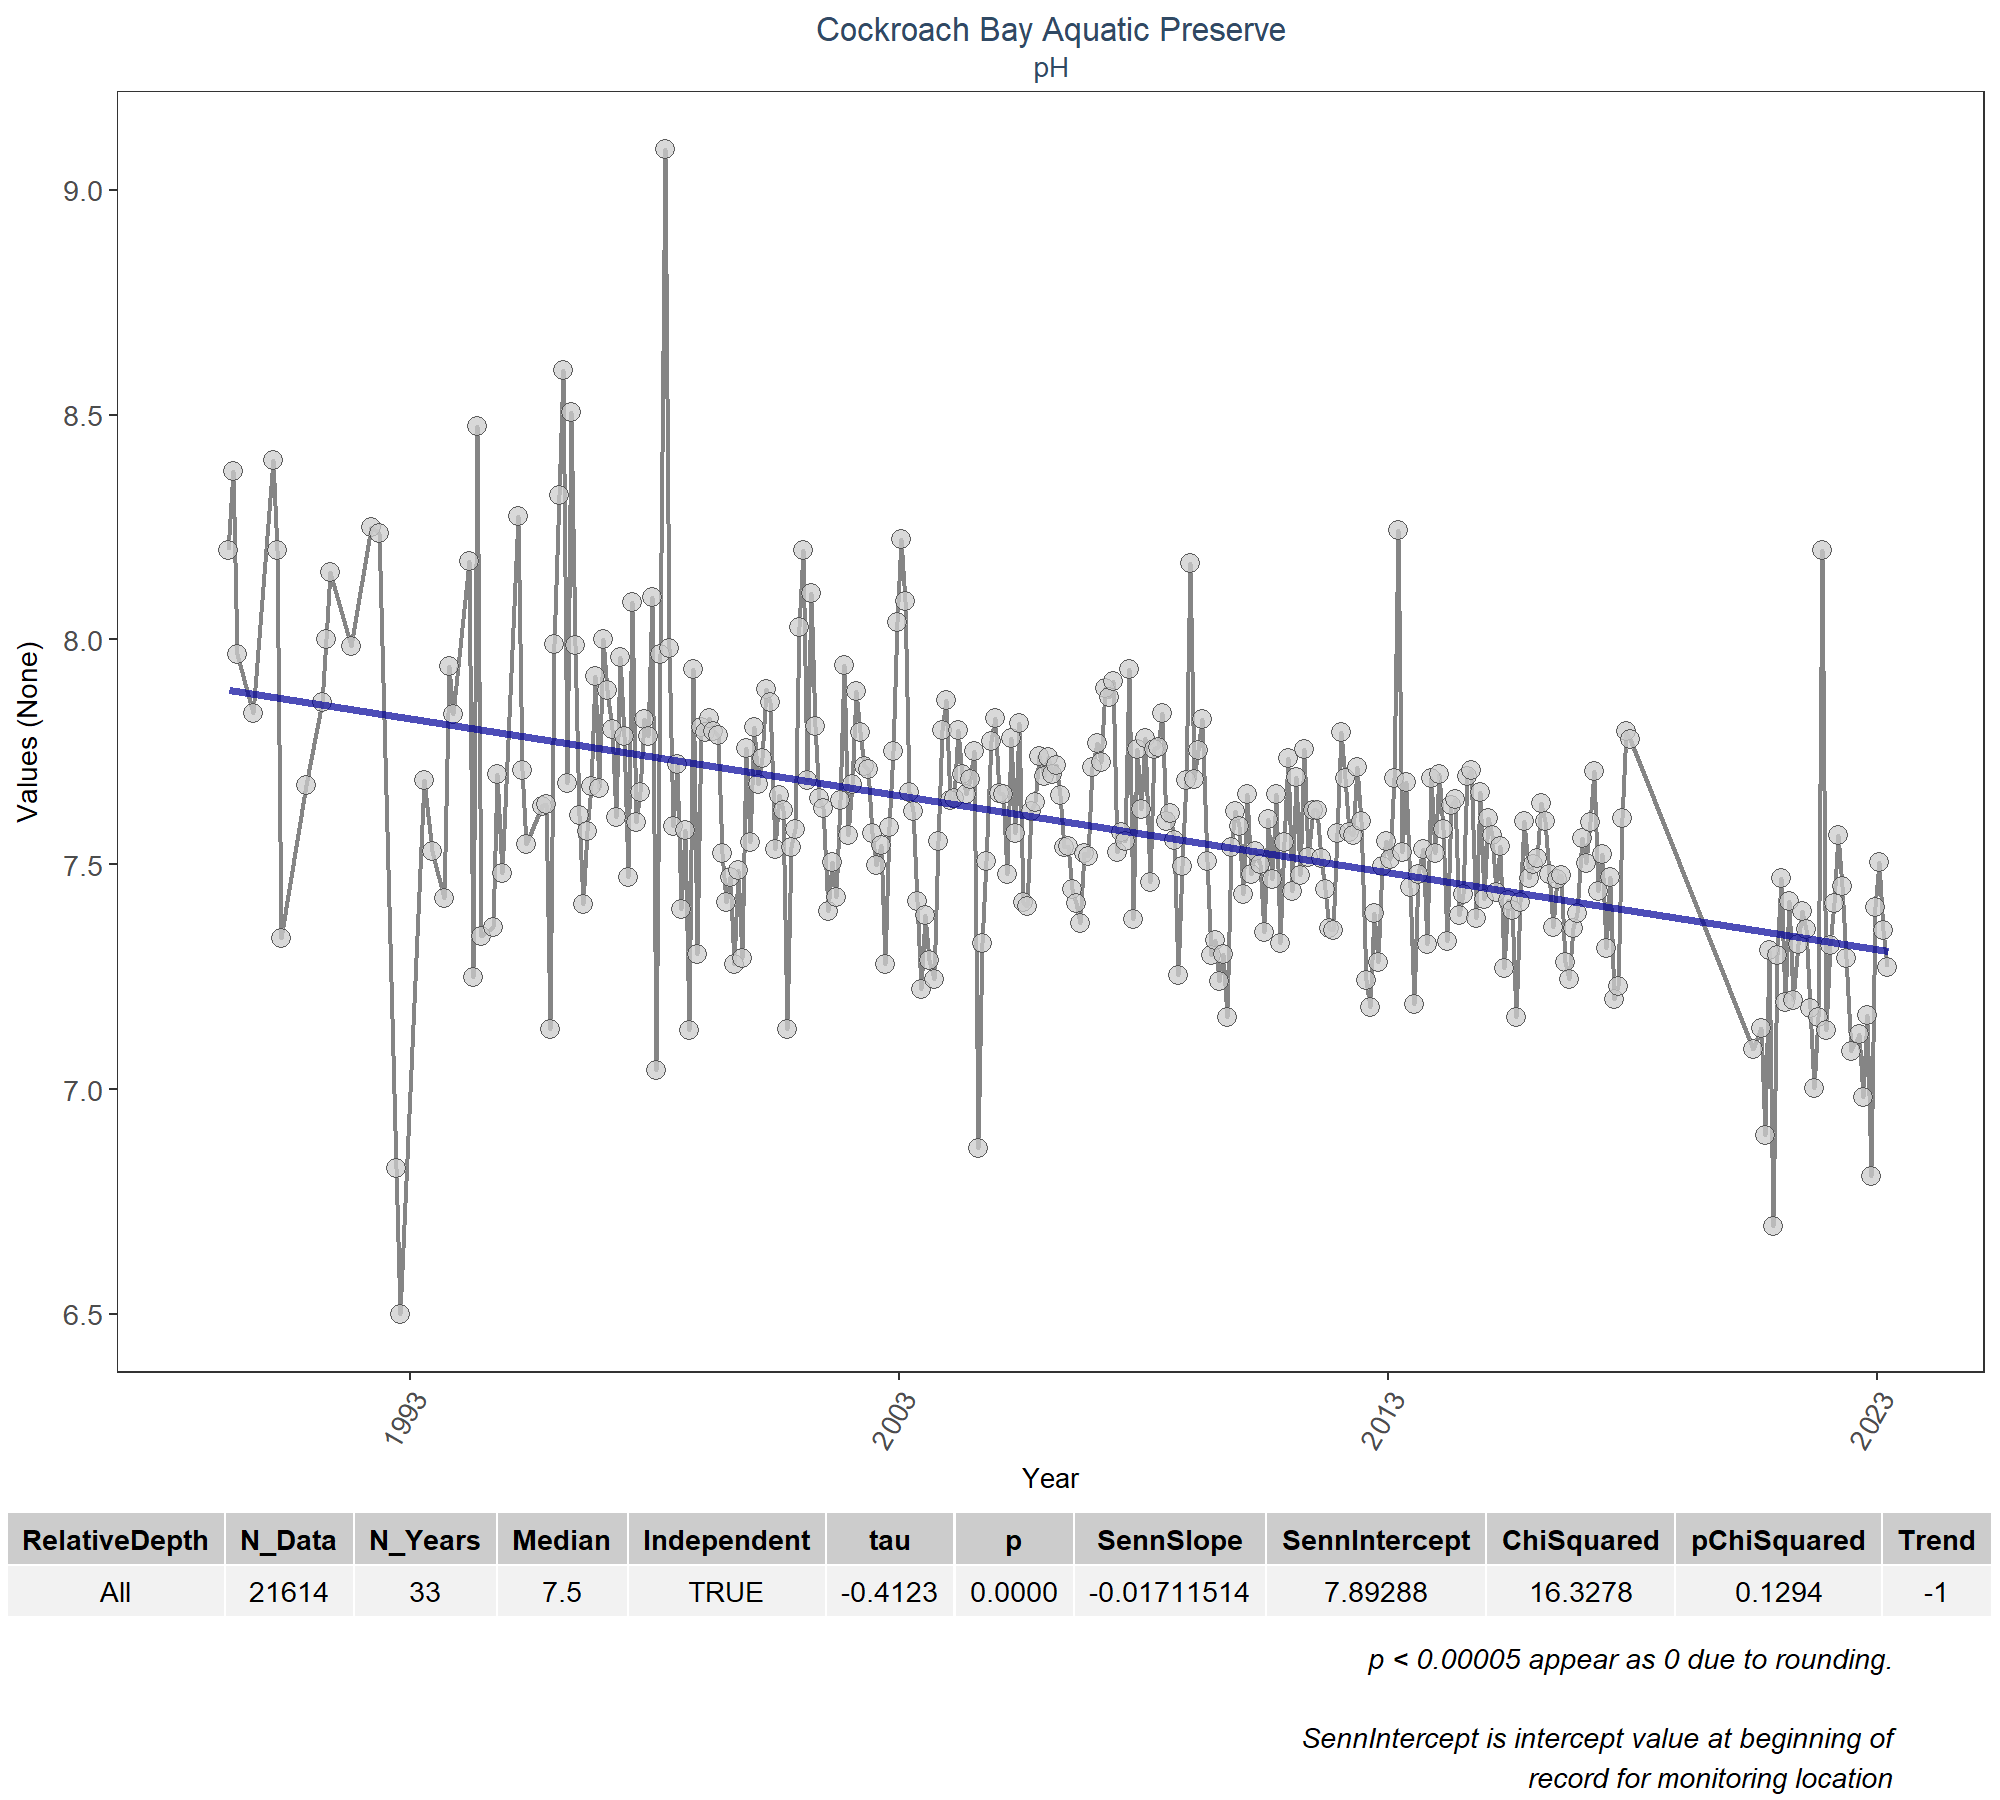 Cockroach Bay Aquatic Preserve
pH
Values (None)
9.0
8.5
8.0
7.5
7.0
6.5
1993 2003 2013 2023
Year
RelativeDepth N_Data N_Years Median Independent tau p SennSlope SennIntercept ChiSquared pChiSquared Trend
All 21614 33 7.5 TRUE -0.4123 0.0000 -0.01711514 7.89288 16.3278 0.1294 -1
p < 0.00005 appear as 0 due to rounding.
SennIntercept is intercept value at beginning of
record for monitoring location